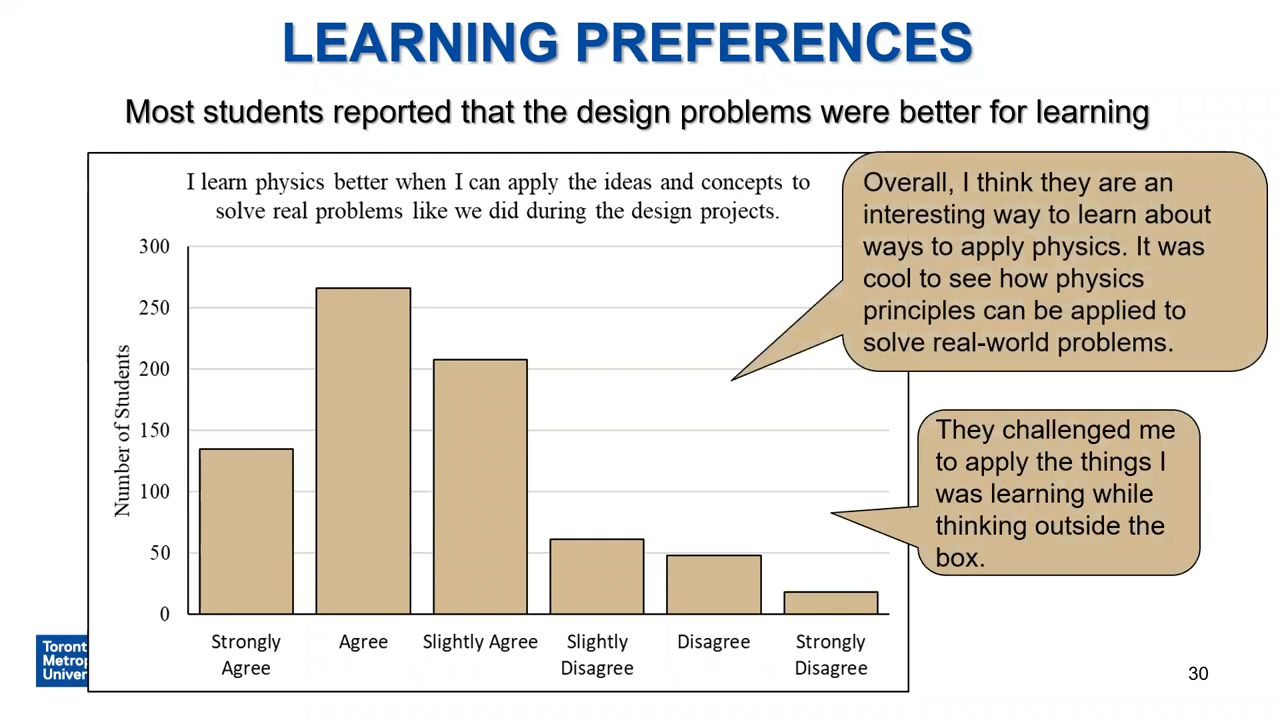 LEARNING PREFERENCES
Most students reported that the design problems were better for learning
I learn physics better when I can apply the ideas and concepts to
solve real problems like we did during the design projects.
300
250
200
150
100
50
0
Number of Students
Strongly
Agree
Agree
Slightly Agree
Slightly
Disagree
Disagree
Strongly
Disagree
Overall, I think they are an
interesting way to learn about
ways to apply physics. It was
cool to see how physics
principles can be applied to
solve real-world problems.
They challenged me
to apply the things I
was learning while
thinking outside the
box.
Toront
Metrop
Univer
30